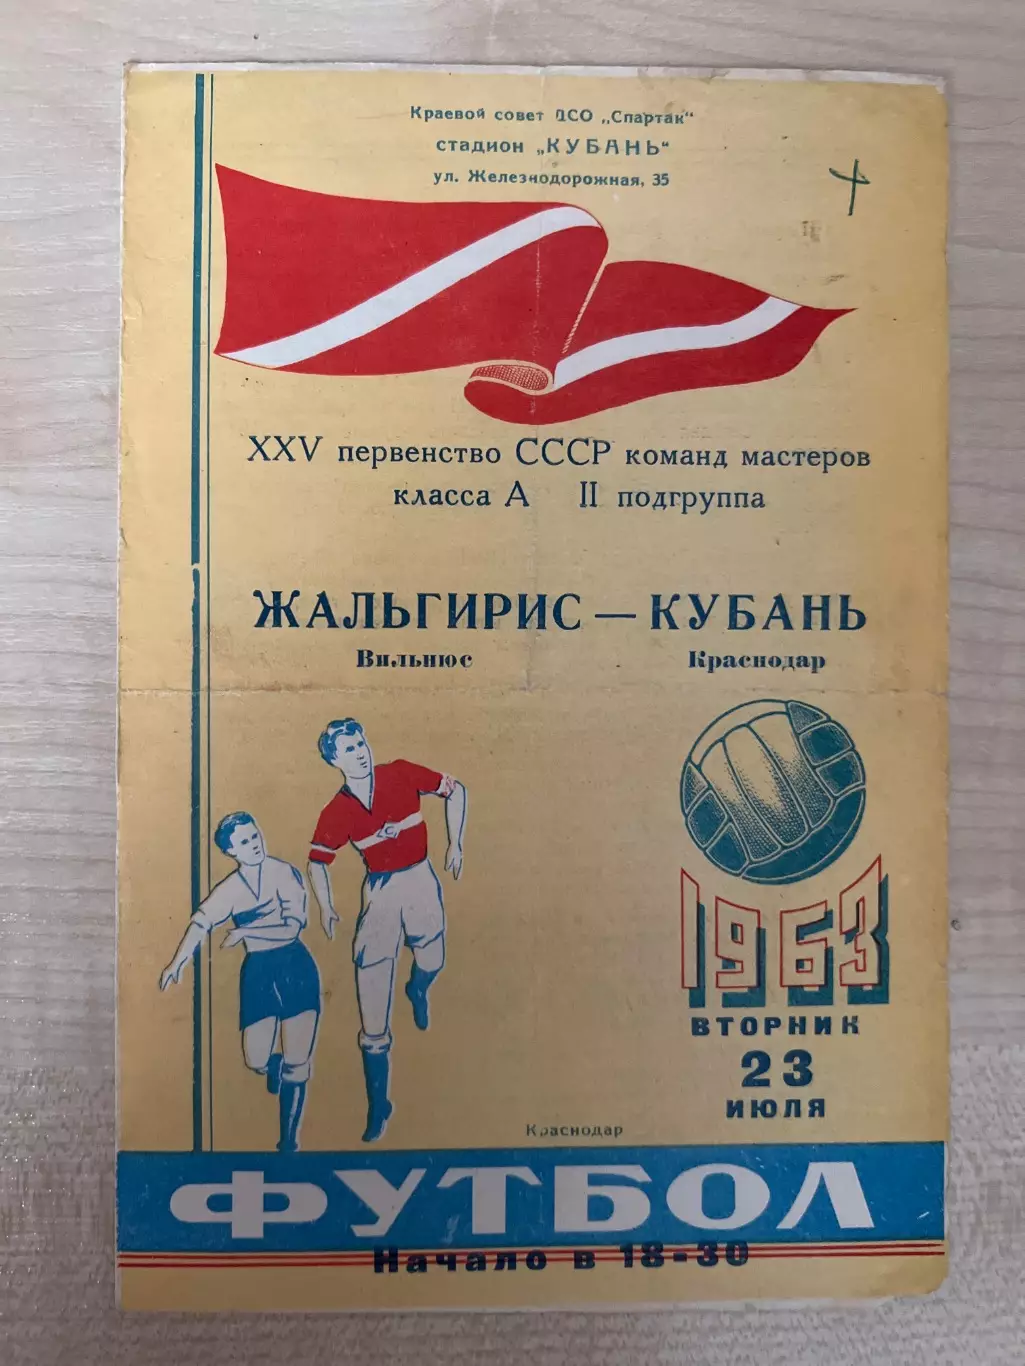 Краевой совет ДСО „Спартак"
стадион „КУБАНЬ"
ул. Железнодорожная, 35
XXV первенство СССР команд мастеров
класса А II подгруппа
ЖАЛЬГИРИС — КУБАНЬ
Вильнюс Краснодар
1963
ВТОРНИК
23
ИЮЛЯ
Краснодар
ФУТБОЛ
Начало в 18-30